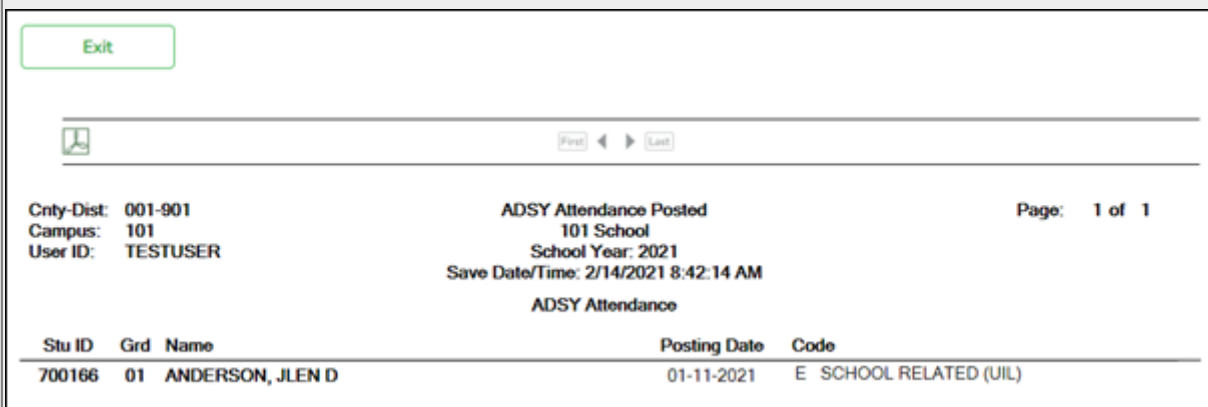 Exit
First Last
Cnty-Dist: 001-901 ADSY Attendance Posted Page: 1 of 1
Campus: 101 101 School
User ID: TESTUSER School Year: 2021
Save Date/Time: 2/14/2021 8:42:14 AM
ADSY Attendance
Stu ID Grd Name Posting Date Code
700166 01 ANDERSON, JLEN D 01-11-2021 E SCHOOL RELATED (UIL)